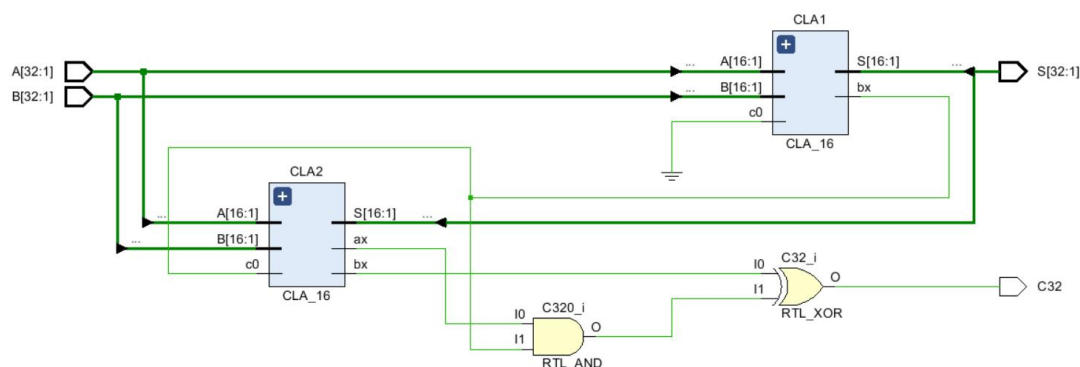 CLA1
A[32:1]
B[32:1]
...
A[16:1]
S[16:1]
...
S[32:1]
...
B[16:1]
bx
c0
CLA_16
CLA2
+
+
...
A[16:1]
S[16:1]
...
...
B[16:1]
ax
c0
bx
CLA_16
I0
C32_i
O
I1
RTL_XOR
C32
C320_i
I0
O
I1
RTL_AND